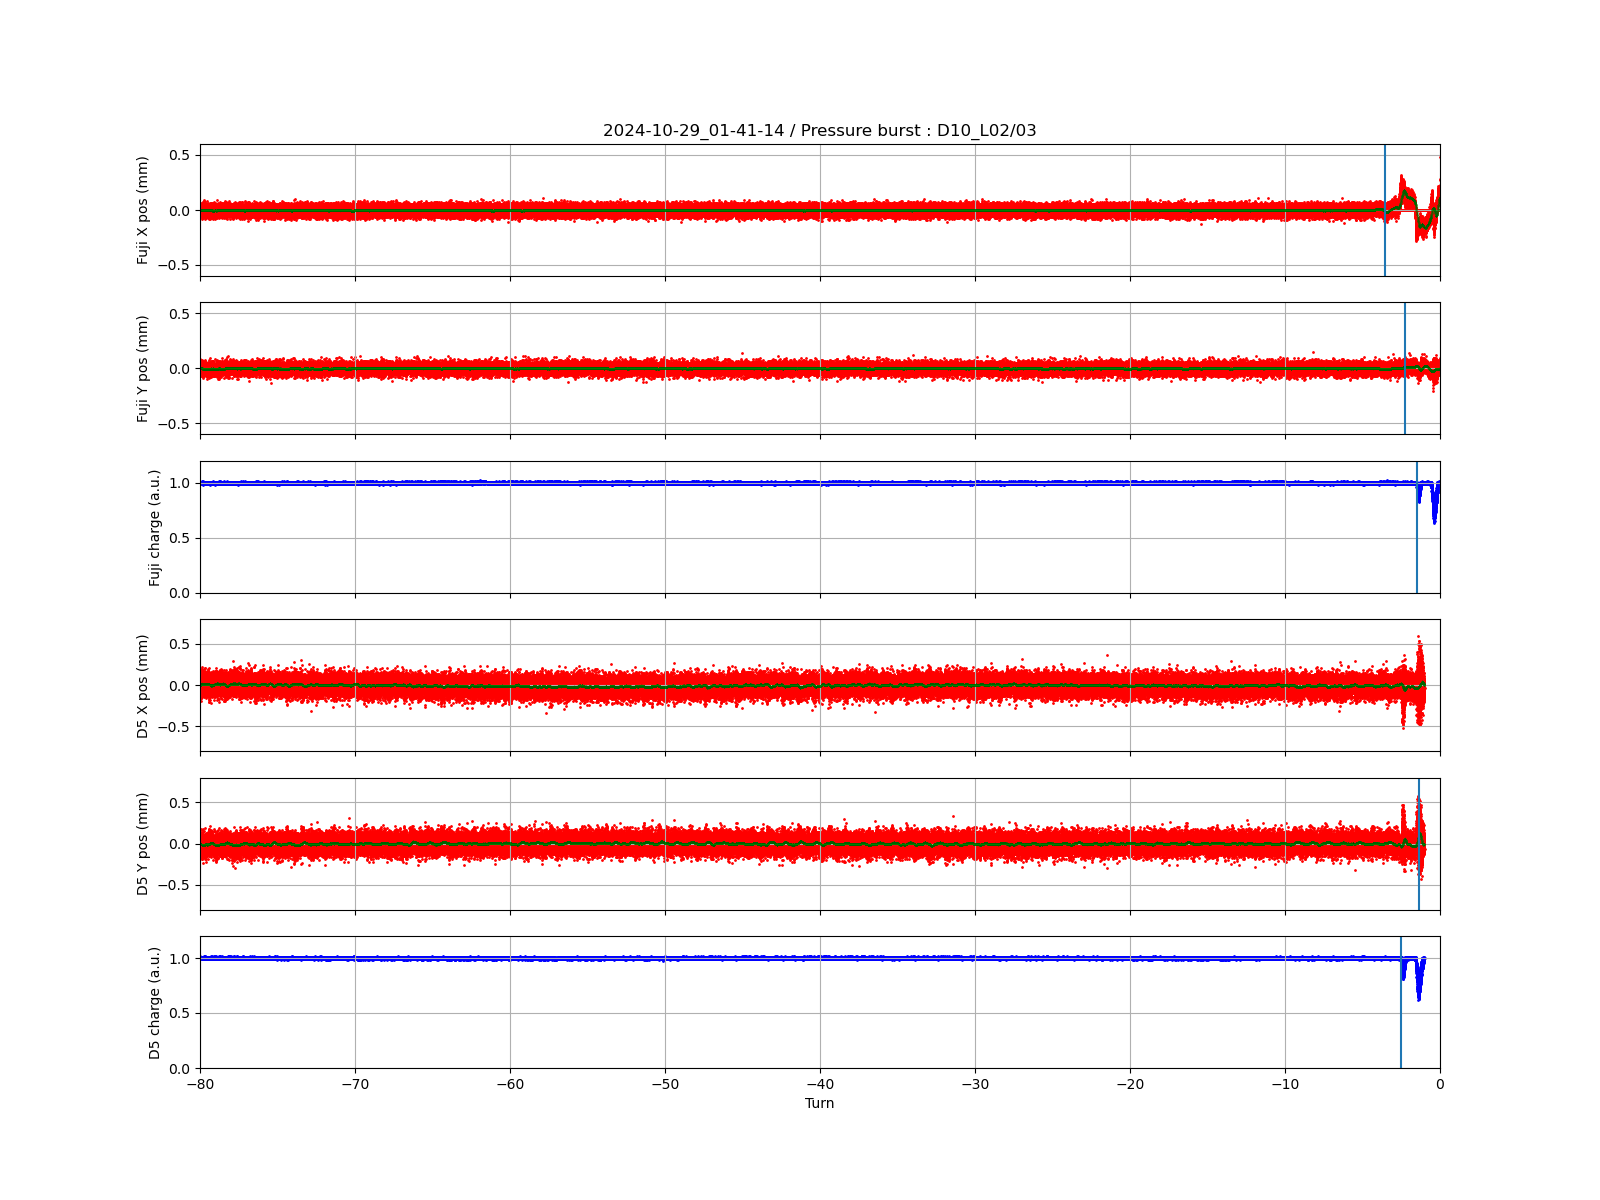 2024-10-29_01-41-14 / Pressure burst : D10_L02/03
Fuji X pos (mm)
0.5
0.0
−0.5
Fuji Y pos (mm)
0.5
0.0
−0.5
Fuji charge (a.u.)
1.0
0.5
0.0
D5 X pos (mm)
0.5
0.0
−0.5
D5 Y pos (mm)
0.5
0.0
−0.5
D5 charge (a.u.)
1.0
0.5
0.0
−80 −70 −60 −50 −40 −30 −20 −10 0
Turn